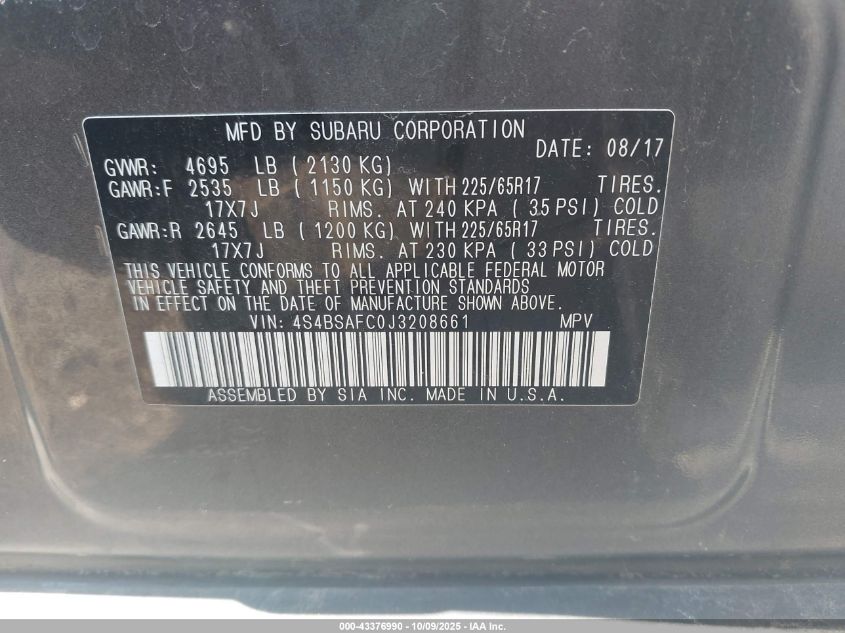 MFD BY SUBARU CORPORATION
DATE: 08/17
GVWR: 4695 LB ( 2130 KG)
GAWR:F 2535 LB ( 1150 KG) WITH 225/65R17 TIRES.
17X7J RIMS. AT 240 KPA ( 35 PSI) COLD
GAWR:R 2645 LB ( 1200 KG) WITH 225/65R17 TIRES.
17X7J RIMS. AT 230 KPA ( 33 PSI) COLD
THIS VEHICLE CONFORMS TO ALL APPLICABLE FEDERAL MOTOR
VEHICLE SAFETY AND THEFT PREVENTION STANDARDS
IN EFFECT ON THE DATE OF MANUFACTURE SHOWN ABOVE.
VIN: 4S4BSAFC0J3208661 MPV
ASSEMBLED BY SIA INC. MADE IN U.S.A.
000-43376990 - 10/09/2025 - IAA Inc.